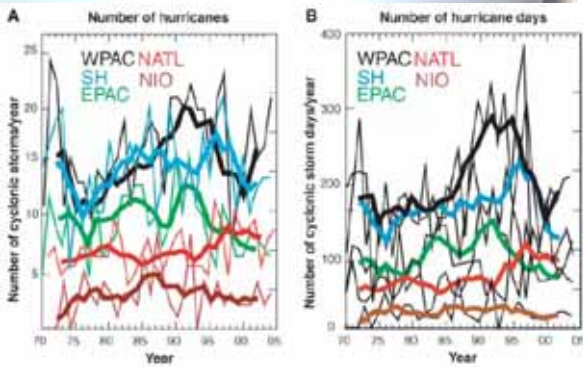 A Number of hurricanes
Number of cyclonic storms/year
25
20
15
10
5
WPAC NATL
SH NIO
EPAC
70 75 80 85 90 95 00 05
Year
B Number of hurricane days
Number of cyclonic storm days/year
400
300
200
100
0
WPAC NATL
SH NIO
EPAC
70 75 80 85 90 95 00 05
Year